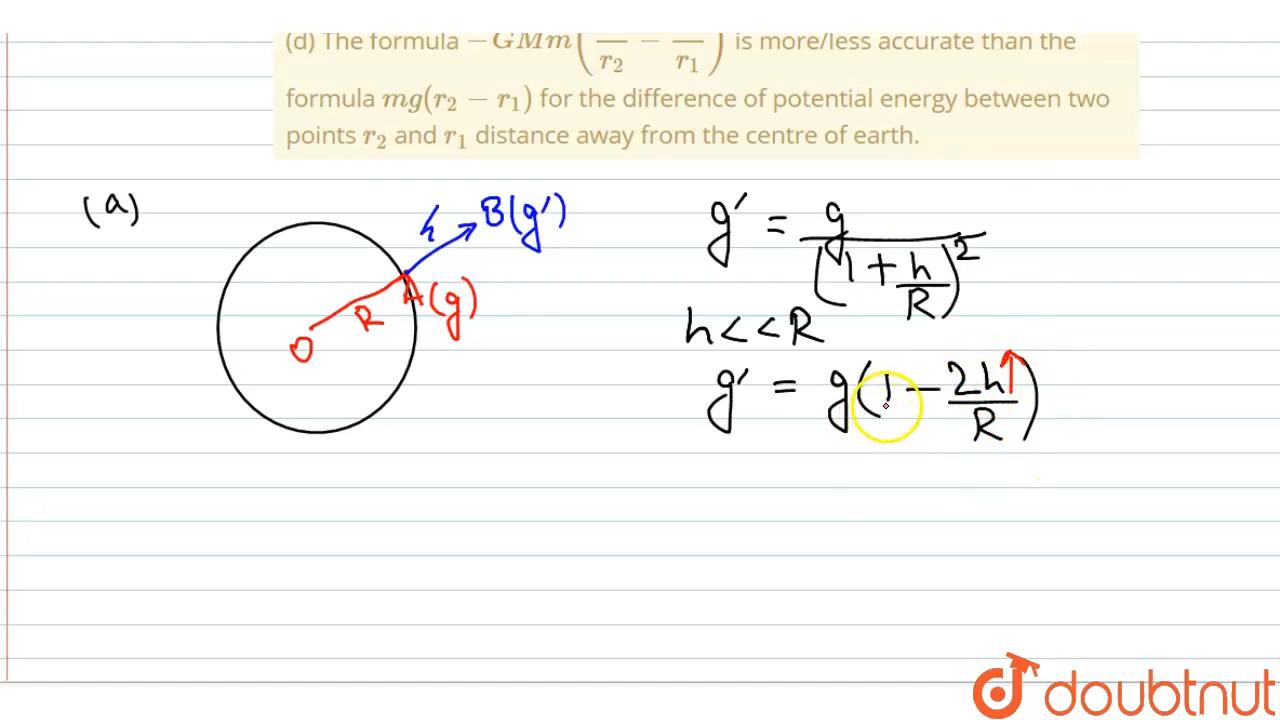 (d) The formula −GMm(/r₂ − /r₁) is more/less accurate than the
formula mg(r₂ − r₁) for the difference of potential energy between two
points r₂ and r₁ distance away from the centre of earth.
(a)
h
B(g')
A(g)
R
O
g' = g/(1 + h/R)²
h << R
g' = g(1 − 2h↑/R)
doubtnut